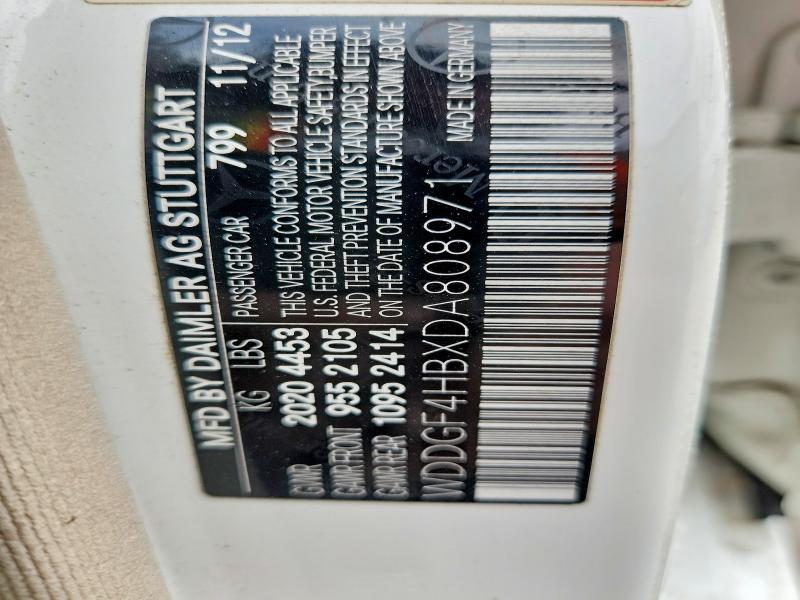 MFD BY DAIMLER AG STUTTGART
KG LBS PASSENGER CAR 799 11/12
GVWR 2020 4453 THIS VEHICLE CONFORMS TO ALL APPLICABLE
GAWR FRONT 955 2105 U.S. FEDERAL MOTOR VEHICLE SAFETY, BUMPER
AND THEFT PREVENTION STANDARDS IN EFFECT
GAWR REAR 1095 2414 ON THE DATE OF MANUFACTURE SHOWN ABOVE
WDDGF4HBXDA808971 MADE IN GERMANY